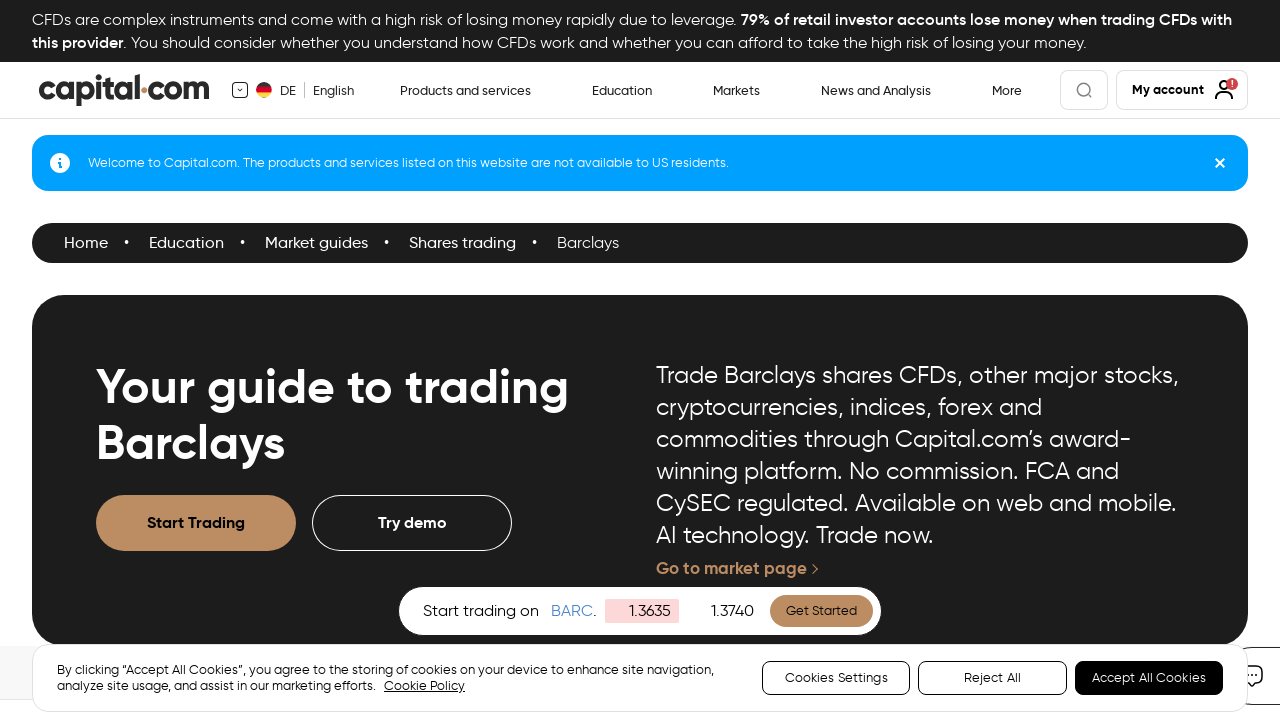 CFDs are complex instruments and come with a high risk of losing money rapidly due to leverage. 79% of retail investor accounts lose money when trading CFDs with
this provider. You should consider whether you understand how CFDs work and whether you can afford to take the high risk of losing your money.
capital.com
DE
English
Products and services
Education
Markets
News and Analysis
More
My account
!
Welcome to Capital.com. The products and services listed on this website are not available to US residents.
Home • Education • Market guides • Shares trading • Barclays
Your guide to trading
Barclays
Start Trading
Try demo
Trade Barclays shares CFDs, other major stocks,
cryptocurrencies, indices, forex and
commodities through Capital.com’s award-
winning platform. No commission. FCA and
CySEC regulated. Available on web and mobile.
AI technology. Trade now.
Go to market page
Start trading on BARC. 1.3635 1.3740 Get Started
By clicking “Accept All Cookies”, you agree to the storing of cookies on your device to enhance site navigation,
analyze site usage, and assist in our marketing efforts. Cookie Policy
Cookies Settings
Reject All
Accept All Cookies